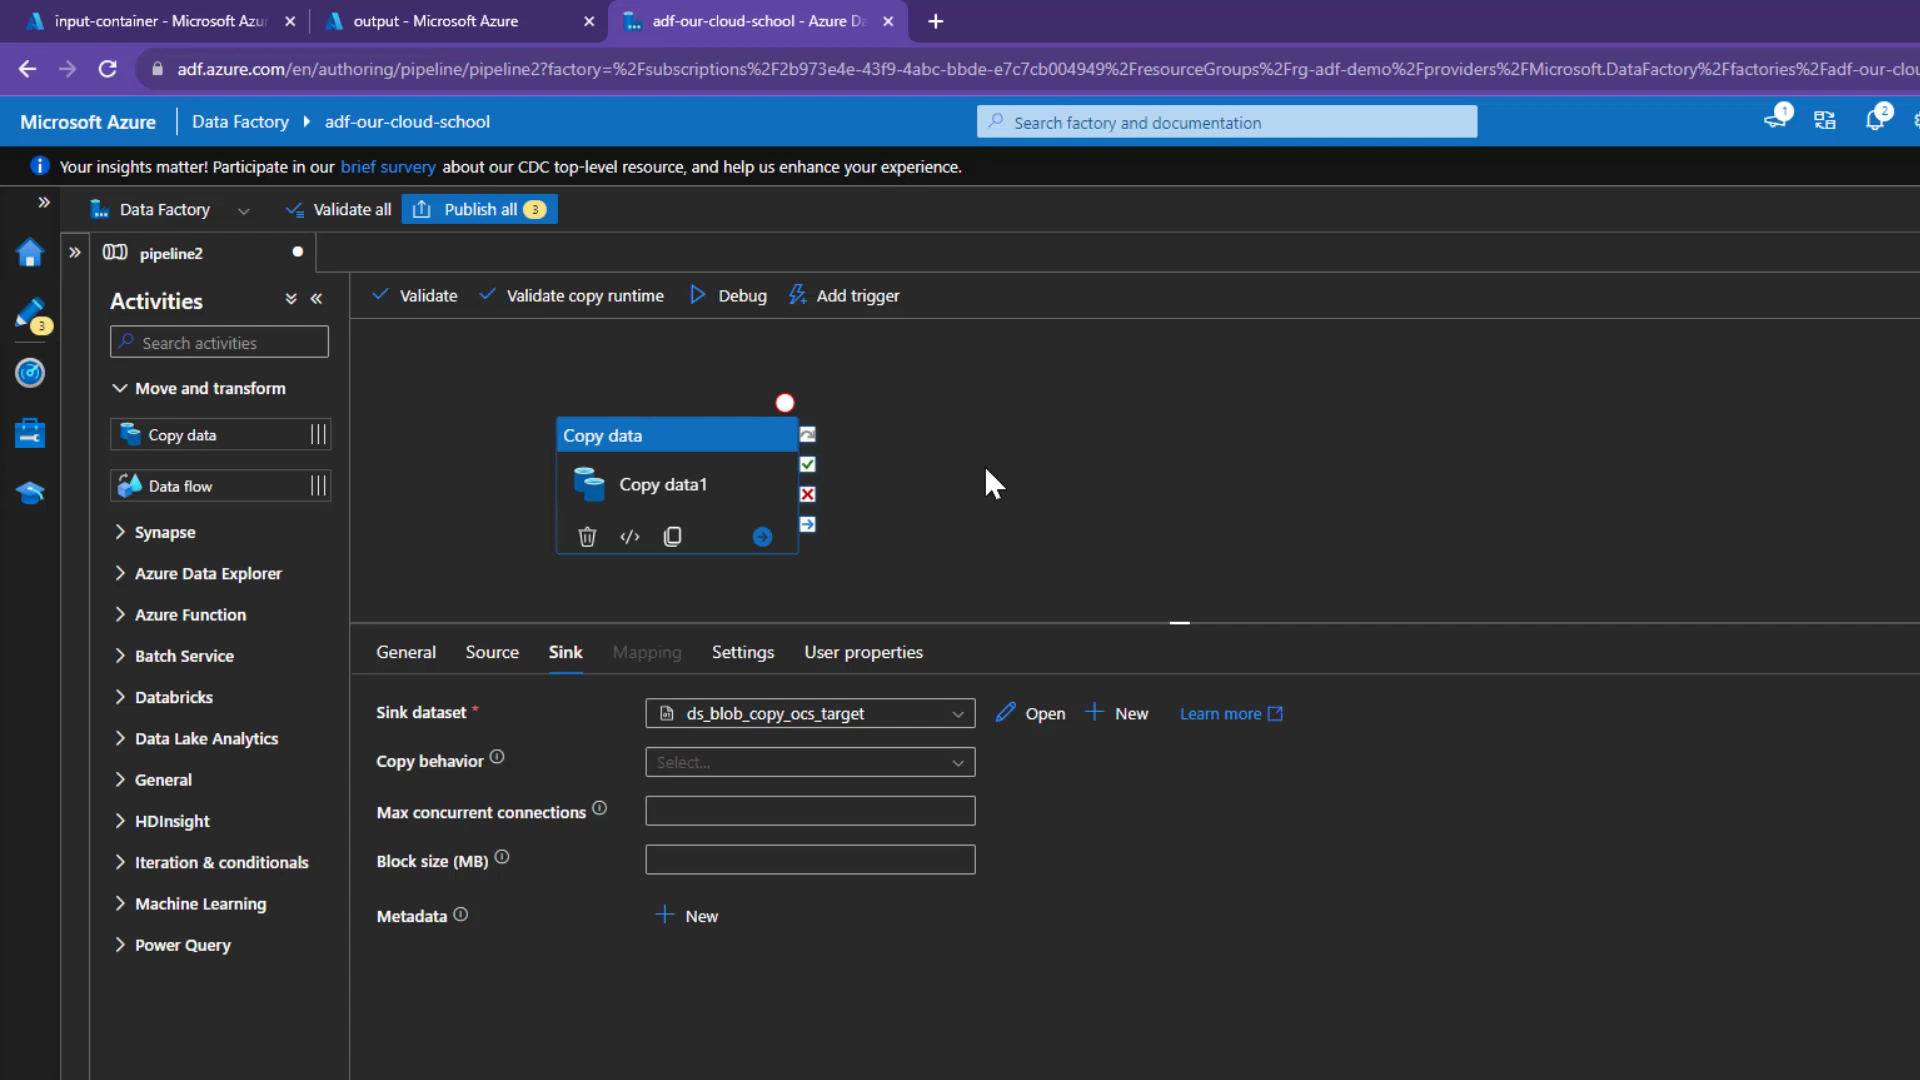 input-container - Microsoft Azur
output - Microsoft Azure
adf-our-cloud-school - Azure Da
adf.azure.com/en/authoring/pipeline/pipeline2?factory=%2Fsubscriptions%2F2b973e4e-43f9-4abc-bbde-e7c7cb004949%2FresourceGroups%2Frg-adf-demo%2Fproviders%2FMicrosoft.DataFactory%2Ffactories%2Fadf-our-clou
Microsoft Azure
Data Factory
adf-our-cloud-school
Search factory and documentation
1
2
Your insights matter! Participate in our brief survery about our CDC top-level resource, and help us enhance your experience.
Data Factory
Validate all
Publish all 3
pipeline2
3
Activities
Search activities
Move and transform
Copy data
Data flow
Synapse
Azure Data Explorer
Azure Function
Batch Service
Databricks
Data Lake Analytics
General
HDInsight
Iteration & conditionals
Machine Learning
Power Query
Validate
Validate copy runtime
Debug
Add trigger
Copy data
Copy data1
General
Source
Sink
Mapping
Settings
User properties
Sink dataset *
ds_blob_copy_ocs_target
Open
New
Learn more
Copy behavior
Select...
Max concurrent connections
Block size (MB)
Metadata
New